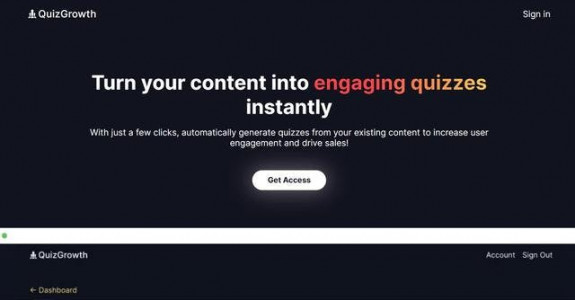 QuizGrowth
Sign in
Turn your content into engaging quizzes
instantly
With just a few clicks, automatically generate quizzes from your existing content to increase user
engagement and drive sales!
Get Access
QuizGrowth
Account Sign Out
← Dashboard